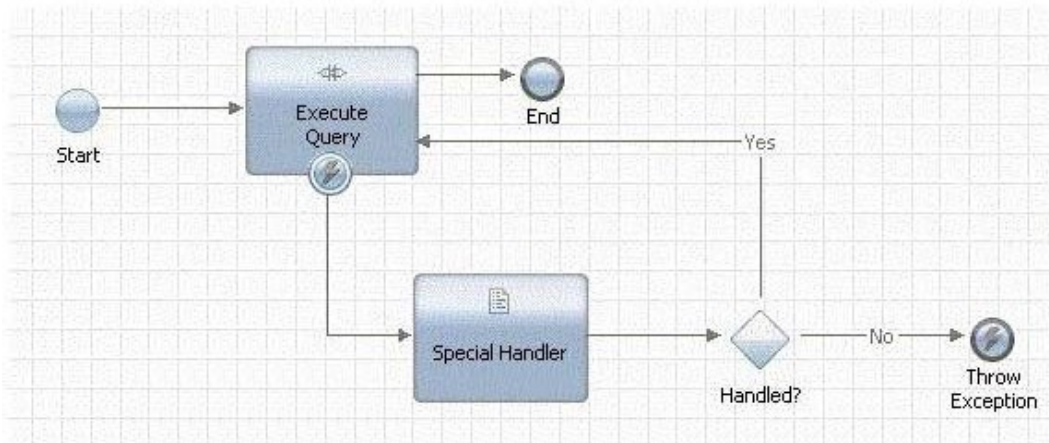 Start
Execute
Query
End
Yes
Special Handler
Handled?
No
Throw
Exception